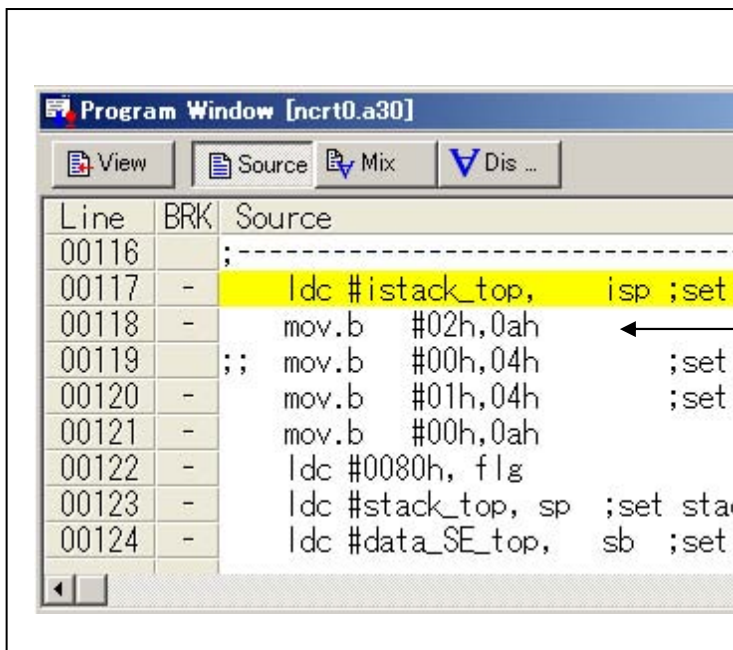 Program Window [ncrt0.a30]
View Source Mix Dis ...
Line BRK Source
00116 ;-----------------------------------
00117 - ldc #istack_top, isp ;set
00118 - mov.b #02h,0ah
00119 ;; mov.b #00h,04h ;set
00120 - mov.b #01h,04h ;set
00121 - mov.b #00h,0ah
00122 - ldc #0080h, flg
00123 - ldc #stack_top, sp ;set stac
00124 - ldc #data_SE_top, sb ;set